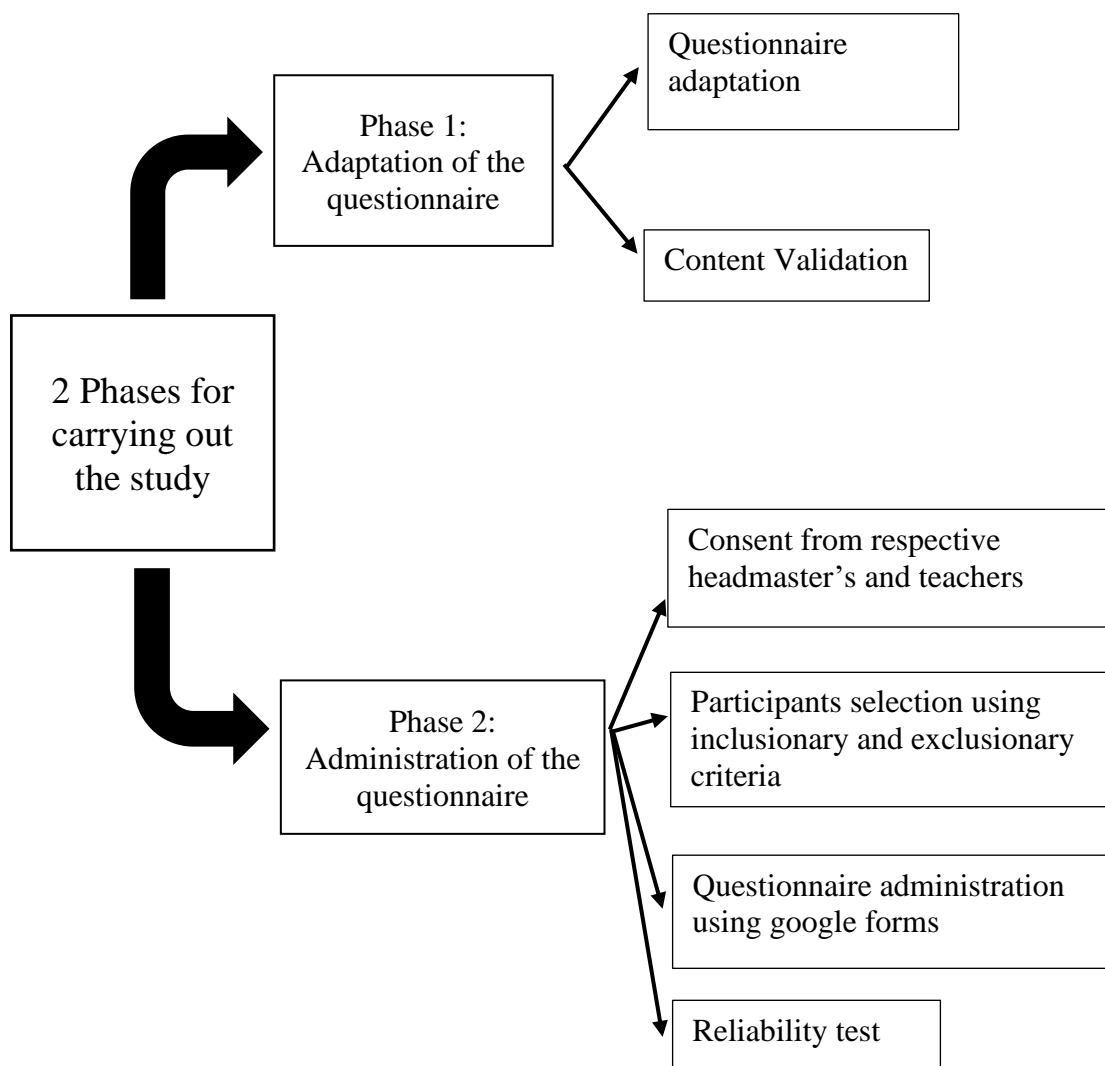 Questionnaire
adaptation
Phase 1:
Adaptation of the
questionnaire
Content Validation
2 Phases for
carrying out
the study
Consent from respective
headmaster’s and teachers
Participants selection using
inclusionary and exclusionary
criteria
Phase 2:
Administration of the
questionnaire
Questionnaire administration
using google forms
Reliability test